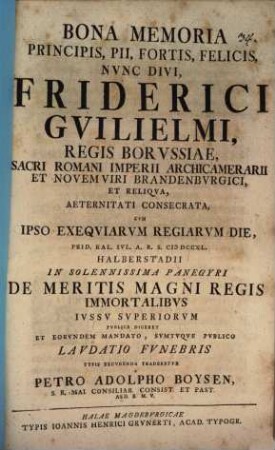 BONA MEMORIA
PRINCIPIS, PII, FORTIS, FELICIS,
NVNC DIVI,
FRIDERICI
GVILIELMI,
REGIS BORVSSIAE,
SACRI ROMANI IMPERII ARCHICAMERARII
ET NOVEMVIRI BRANDENBVRGICI,
ET RELIQVA,
AETERNITATI CONSECRATA,
CVM
IPSO EXEQVIARVM REGIARVM DIE,
PRID. KAL. IVL. A. R. S. CIƆIƆCCXL.
HALBERSTADII
IN SOLENNISSIMA PANEGYRI
DE MERITIS MAGNI REGIS
IMMORTALIBVS
IVSSV SVPERIORVM
PVBLICE DICERET
ET EORVNDEM MANDATO, SVMTVQVE PVBLICO
LAVDATIO FVNEBRIS
TYPIS EXCVDENDA TRADERETVR
PETRO ADOLPHO BOYSEN,
S. R. MAI. CONSILIAR. CONSIST. ET PAST.
HALAE MAGDEBVRGICAE
TYPIS IOANNIS HENRICI GRVNERTI, ACAD. TYPOGR.